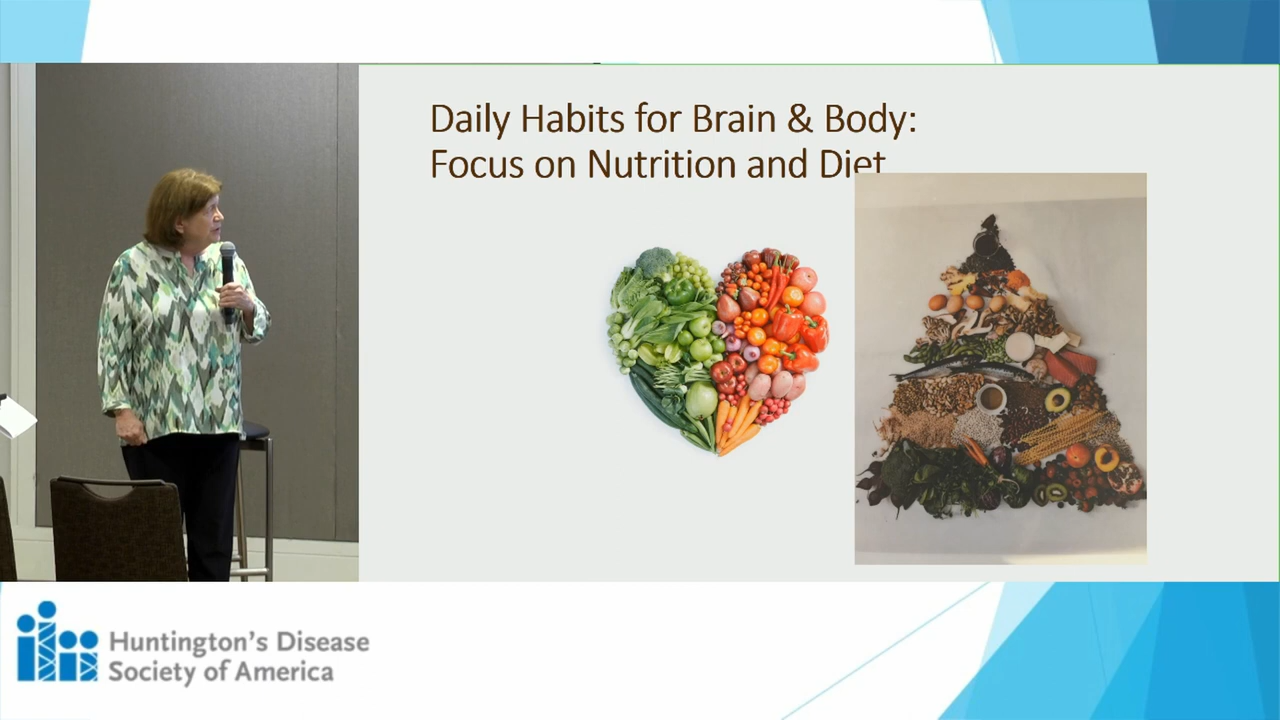 Daily Habits for Brain & Body:
Focus on Nutrition and Diet
Huntington's Disease
Society of America